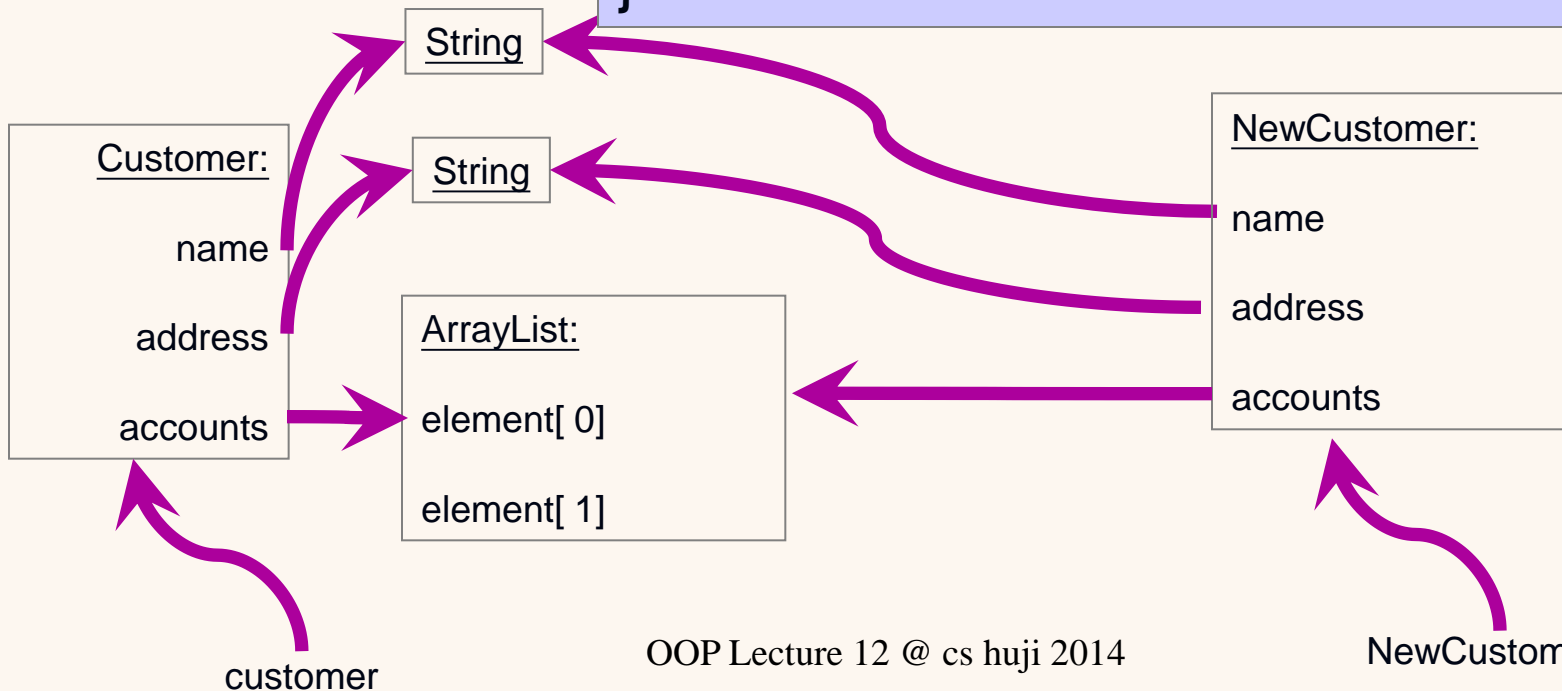 }
String
String
Customer:
name
address
accounts
ArrayList:
element[ 0]
element[ 1]
NewCustomer:
name
address
accounts
customer
OOP Lecture 12 @ cs huji 2014
NewCustom